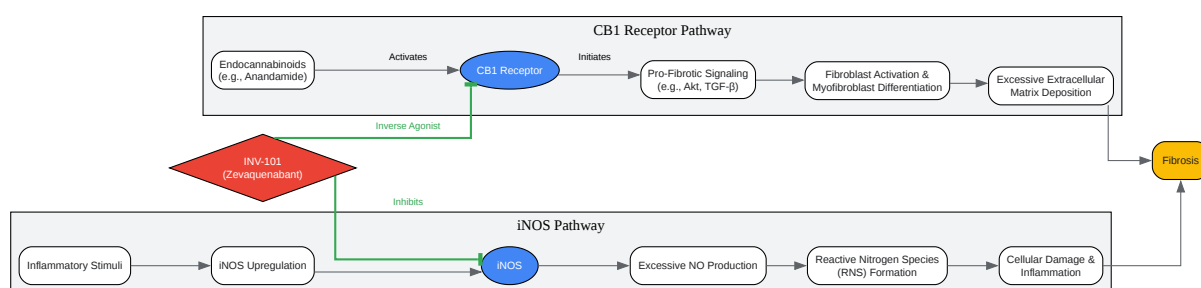 CB1 Receptor Pathway
Endocannabinoids
(e.g., Anandamide)
Activates
CB1 Receptor
Initiates
Pro-Fibrotic Signaling
(e.g., Akt, TGF-β)
Fibroblast Activation &
Myofibroblast Differentiation
Excessive Extracellular
Matrix Deposition
Inverse Agonist
INV-101
(Zevaquenabant)
Fibrosis
Inhibits
iNOS Pathway
Inflammatory Stimuli
iNOS Upregulation
iNOS
Excessive NO Production
Reactive Nitrogen Species
(RNS) Formation
Cellular Damage &
Inflammation